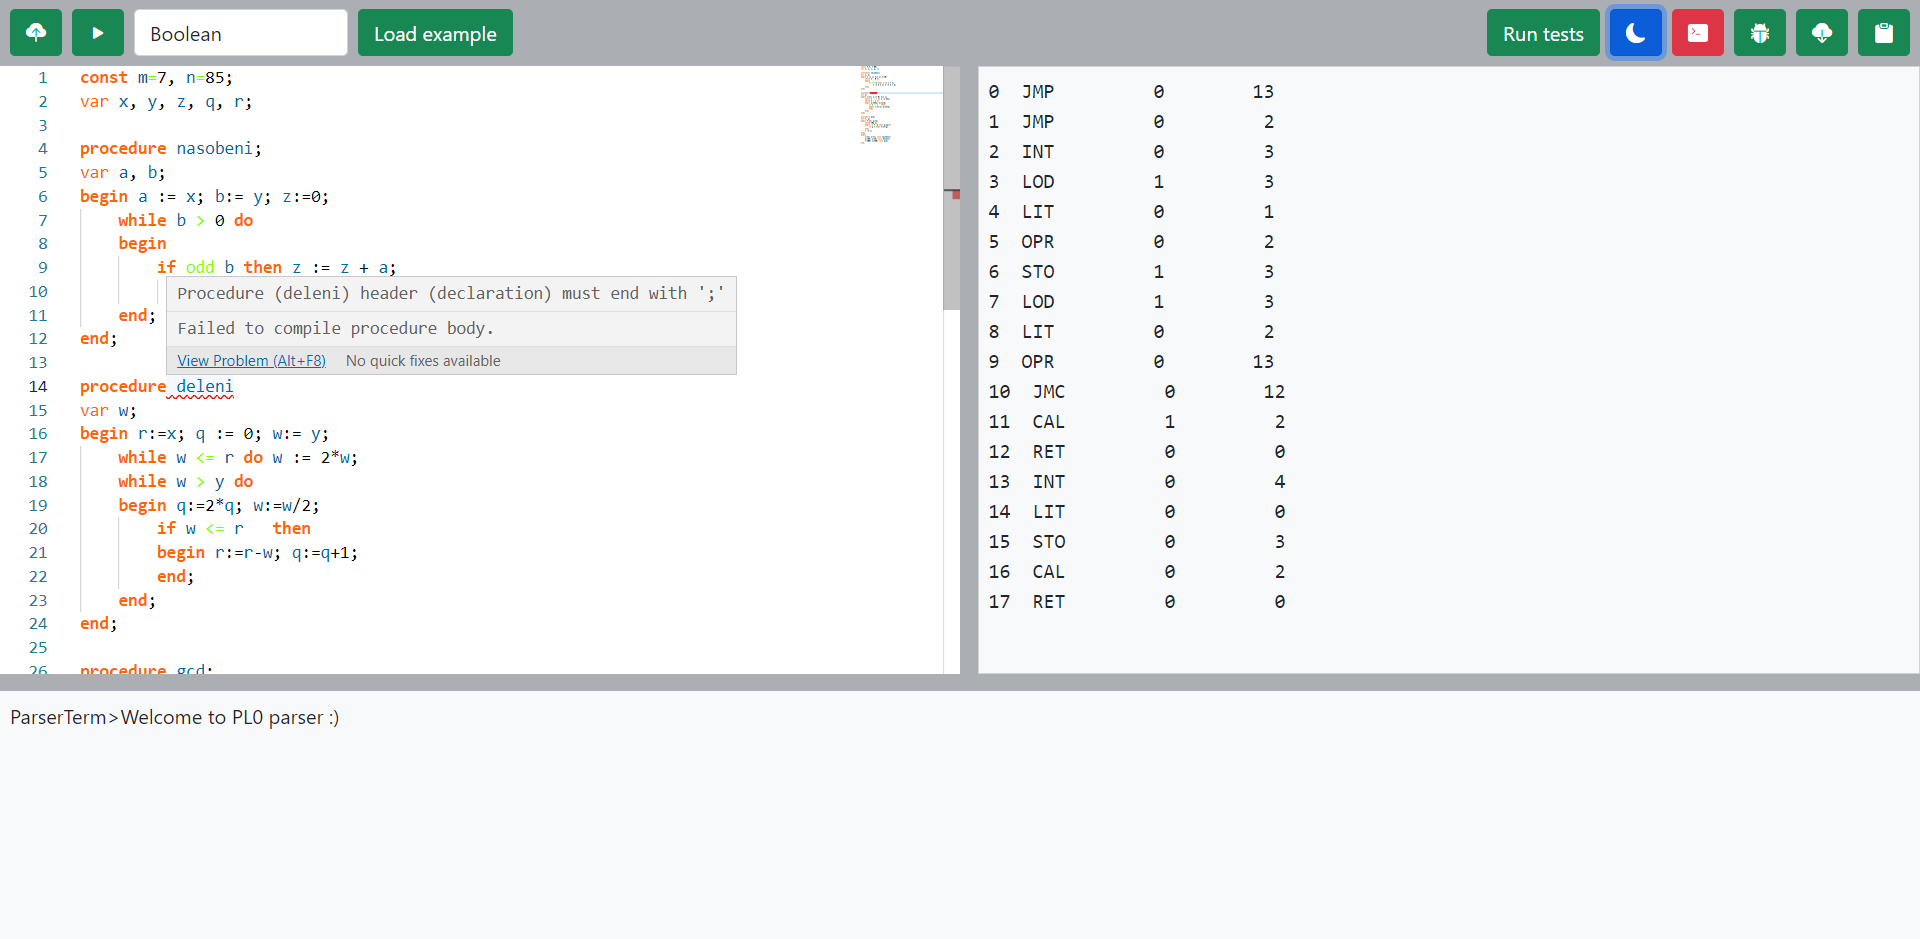 Boolean
Load example
Run tests
1 const m=7, n=85;
2 var x, y, z, q, r;
3
4 procedure nasobeni;
5 var a, b;
6 begin a := x; b:= y; z:=0;
7 while b > 0 do
8 begin
9 if odd b then z := z + a;
10
11 end;
12 end;
13
Procedure (deleni) header (declaration) must end with ';'
Failed to compile procedure body.
View Problem (Alt+F8) No quick fixes available
14 procedure deleni
15 var w;
16 begin r:=x; q := 0; w:= y;
17 while w <= r do w := 2*w;
18 while w > y do
19 begin q:=2*q; w:=w/2;
20 if w <= r   then
21 begin r:=r-w; q:=q+1;
22 end;
23 end;
24 end;
25
26 procedure gcd;
0 JMP 0 13
1 JMP 0 2
2 INT 0 3
3 LOD 1 3
4 LIT 0 1
5 OPR 0 2
6 STO 1 3
7 LOD 1 3
8 LIT 0 2
9 OPR 0 13
10 JMC 0 12
11 CAL 1 2
12 RET 0 0
13 INT 0 4
14 LIT 0 0
15 STO 0 3
16 CAL 0 2
17 RET 0 0
ParserTerm>Welcome to PL0 parser :)